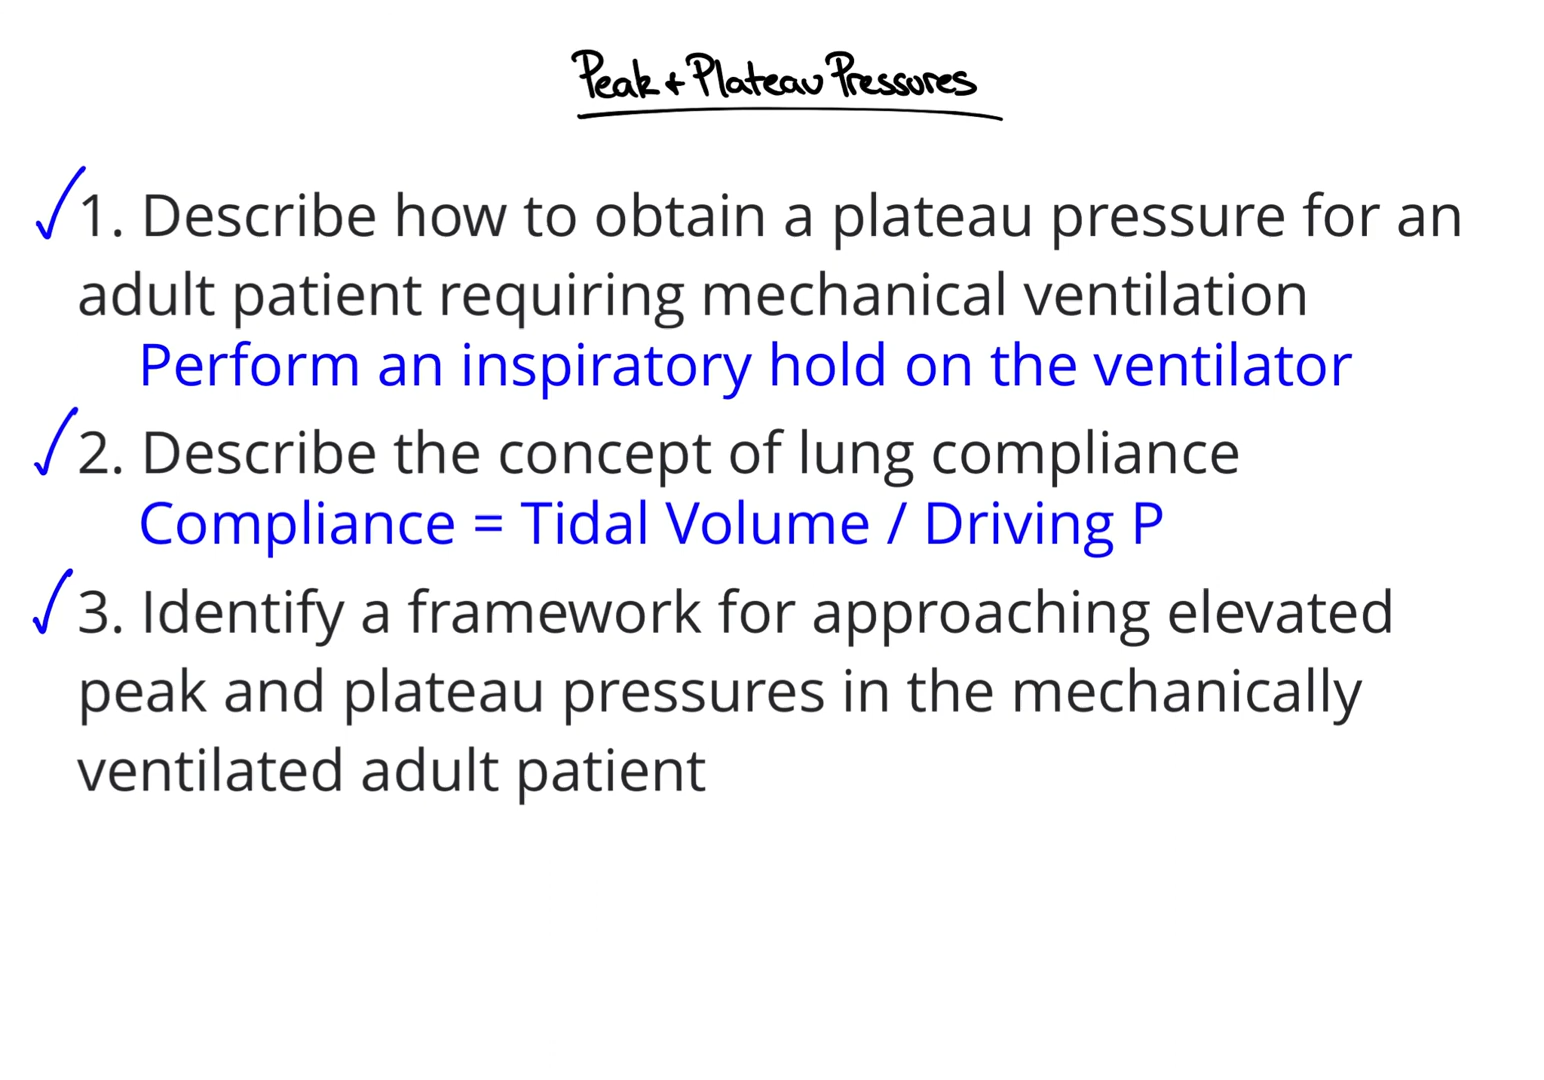 Peak + Plateau Pressures
1. Describe how to obtain a plateau pressure for an
adult patient requiring mechanical ventilation
Perform an inspiratory hold on the ventilator
2. Describe the concept of lung compliance
Compliance = Tidal Volume / Driving P
3. Identify a framework for approaching elevated
peak and plateau pressures in the mechanically
ventilated adult patient